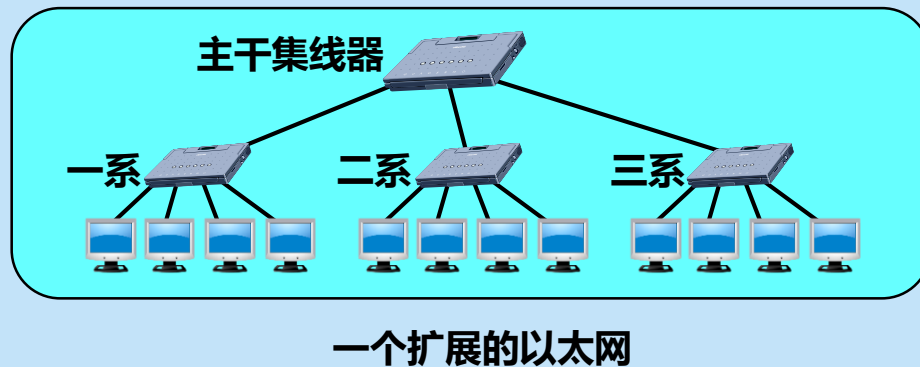 主干集线器
一系
二系
三系
一个扩展的以太网